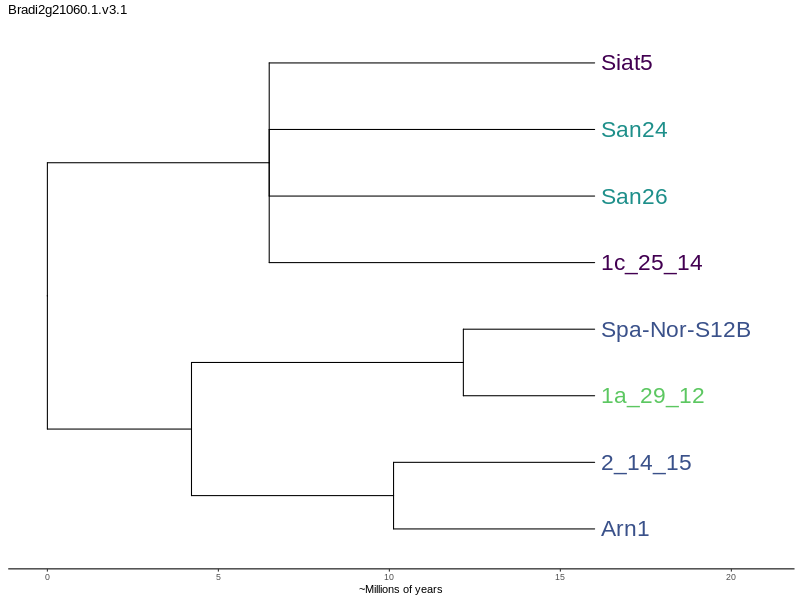 Bradi2g21060.1.v3.1
Siat5
San24
San26
1c_25_14
Spa-Nor-S12B
1a_29_12
2_14_15
Arn1
0 5 10 15 20
~Millions of years